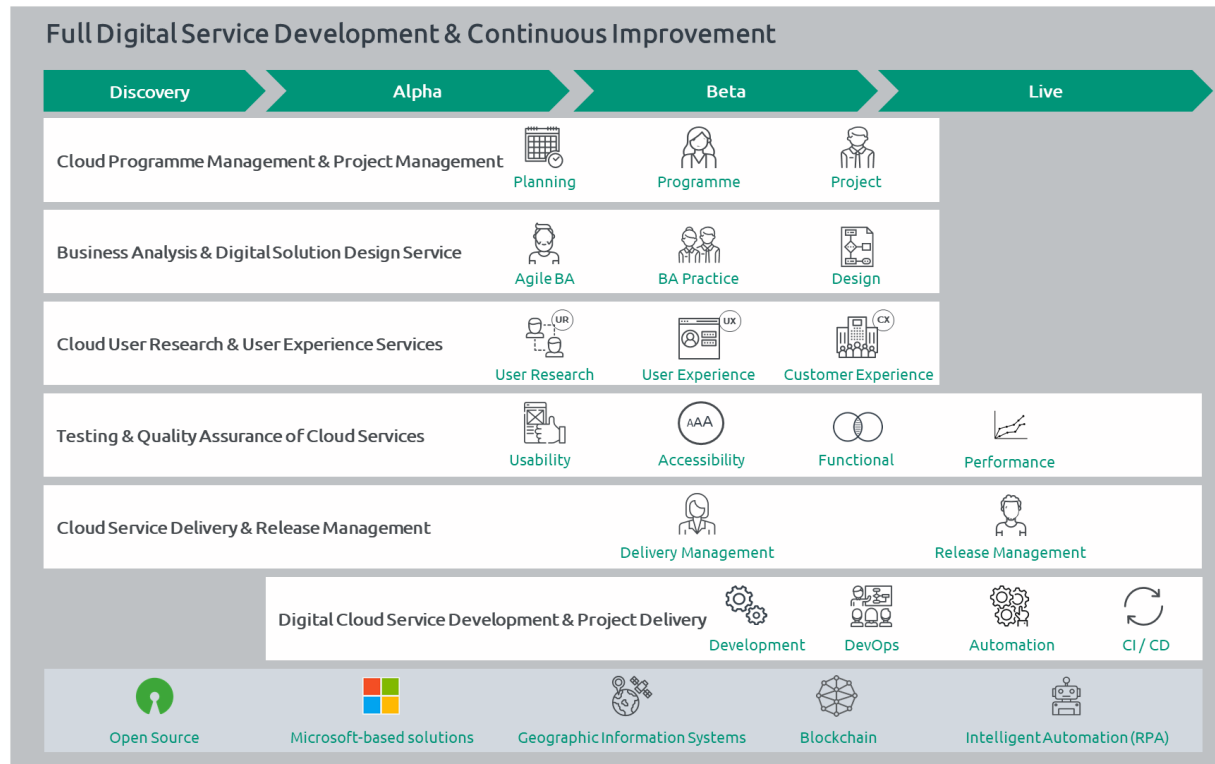 Full Digital Service Development & Continuous Improvement
Discovery
Alpha
Beta
Live
Cloud Programme Management & Project Management
Planning
Programme
Project
Business Analysis & Digital Solution Design Service
Agile BA
BA Practice
Design
Cloud User Research & User Experience Services
UR
User Research
UX
User Experience
CX
Customer Experience
Testing & Quality Assurance of Cloud Services
Usability
AAA
Accessibility
Functional
Performance
Cloud Service Delivery & Release Management
Delivery Management
Release Management
Digital Cloud Service Development & Project Delivery
Development
DevOps
Automation
CI / CD
Open Source
Microsoft-based solutions
Geographic Information Systems
Blockchain
Intelligent Automation (RPA)